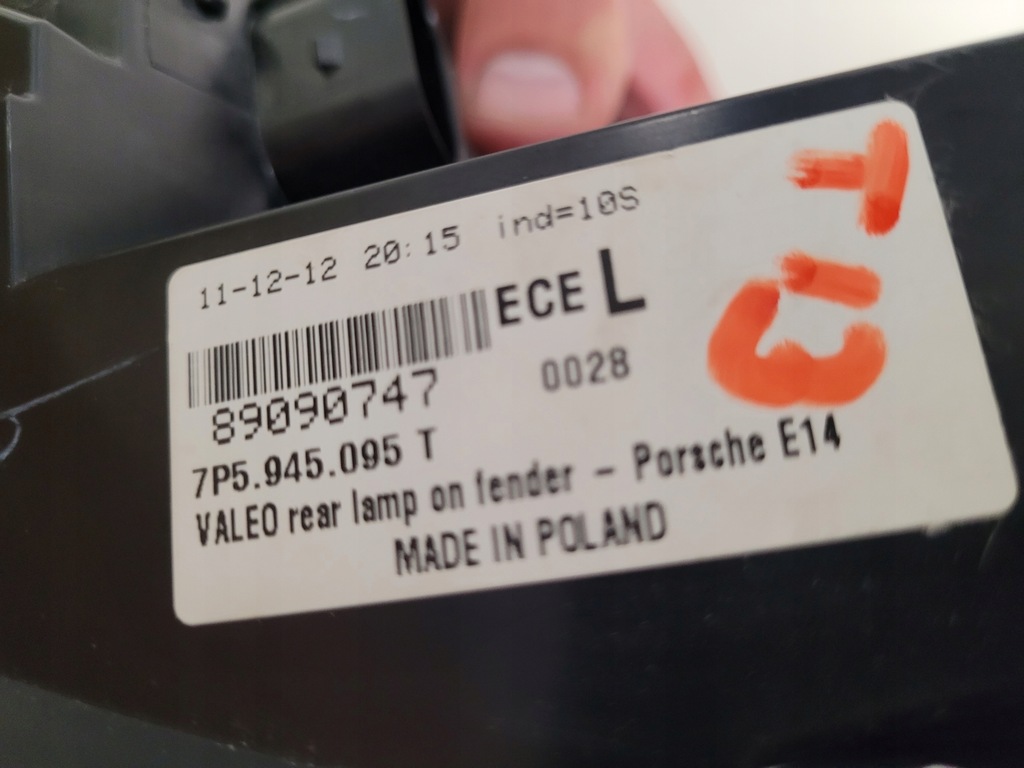 11-12-12 20:15 ind=10S
ECE L
89090747 0028
7P5.945.095 T
VALEO rear lamp on fender - Porsche E14
MADE IN POLAND